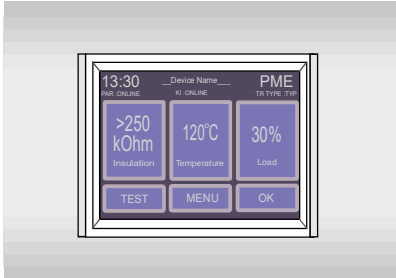 13:30 __Device Name___ PME
PAR :ONLINE KI :ONLINE TR TYPE :TYP
>250
kOhm
Insulation
120°C
Temperature
30%
Load
TEST MENU OK